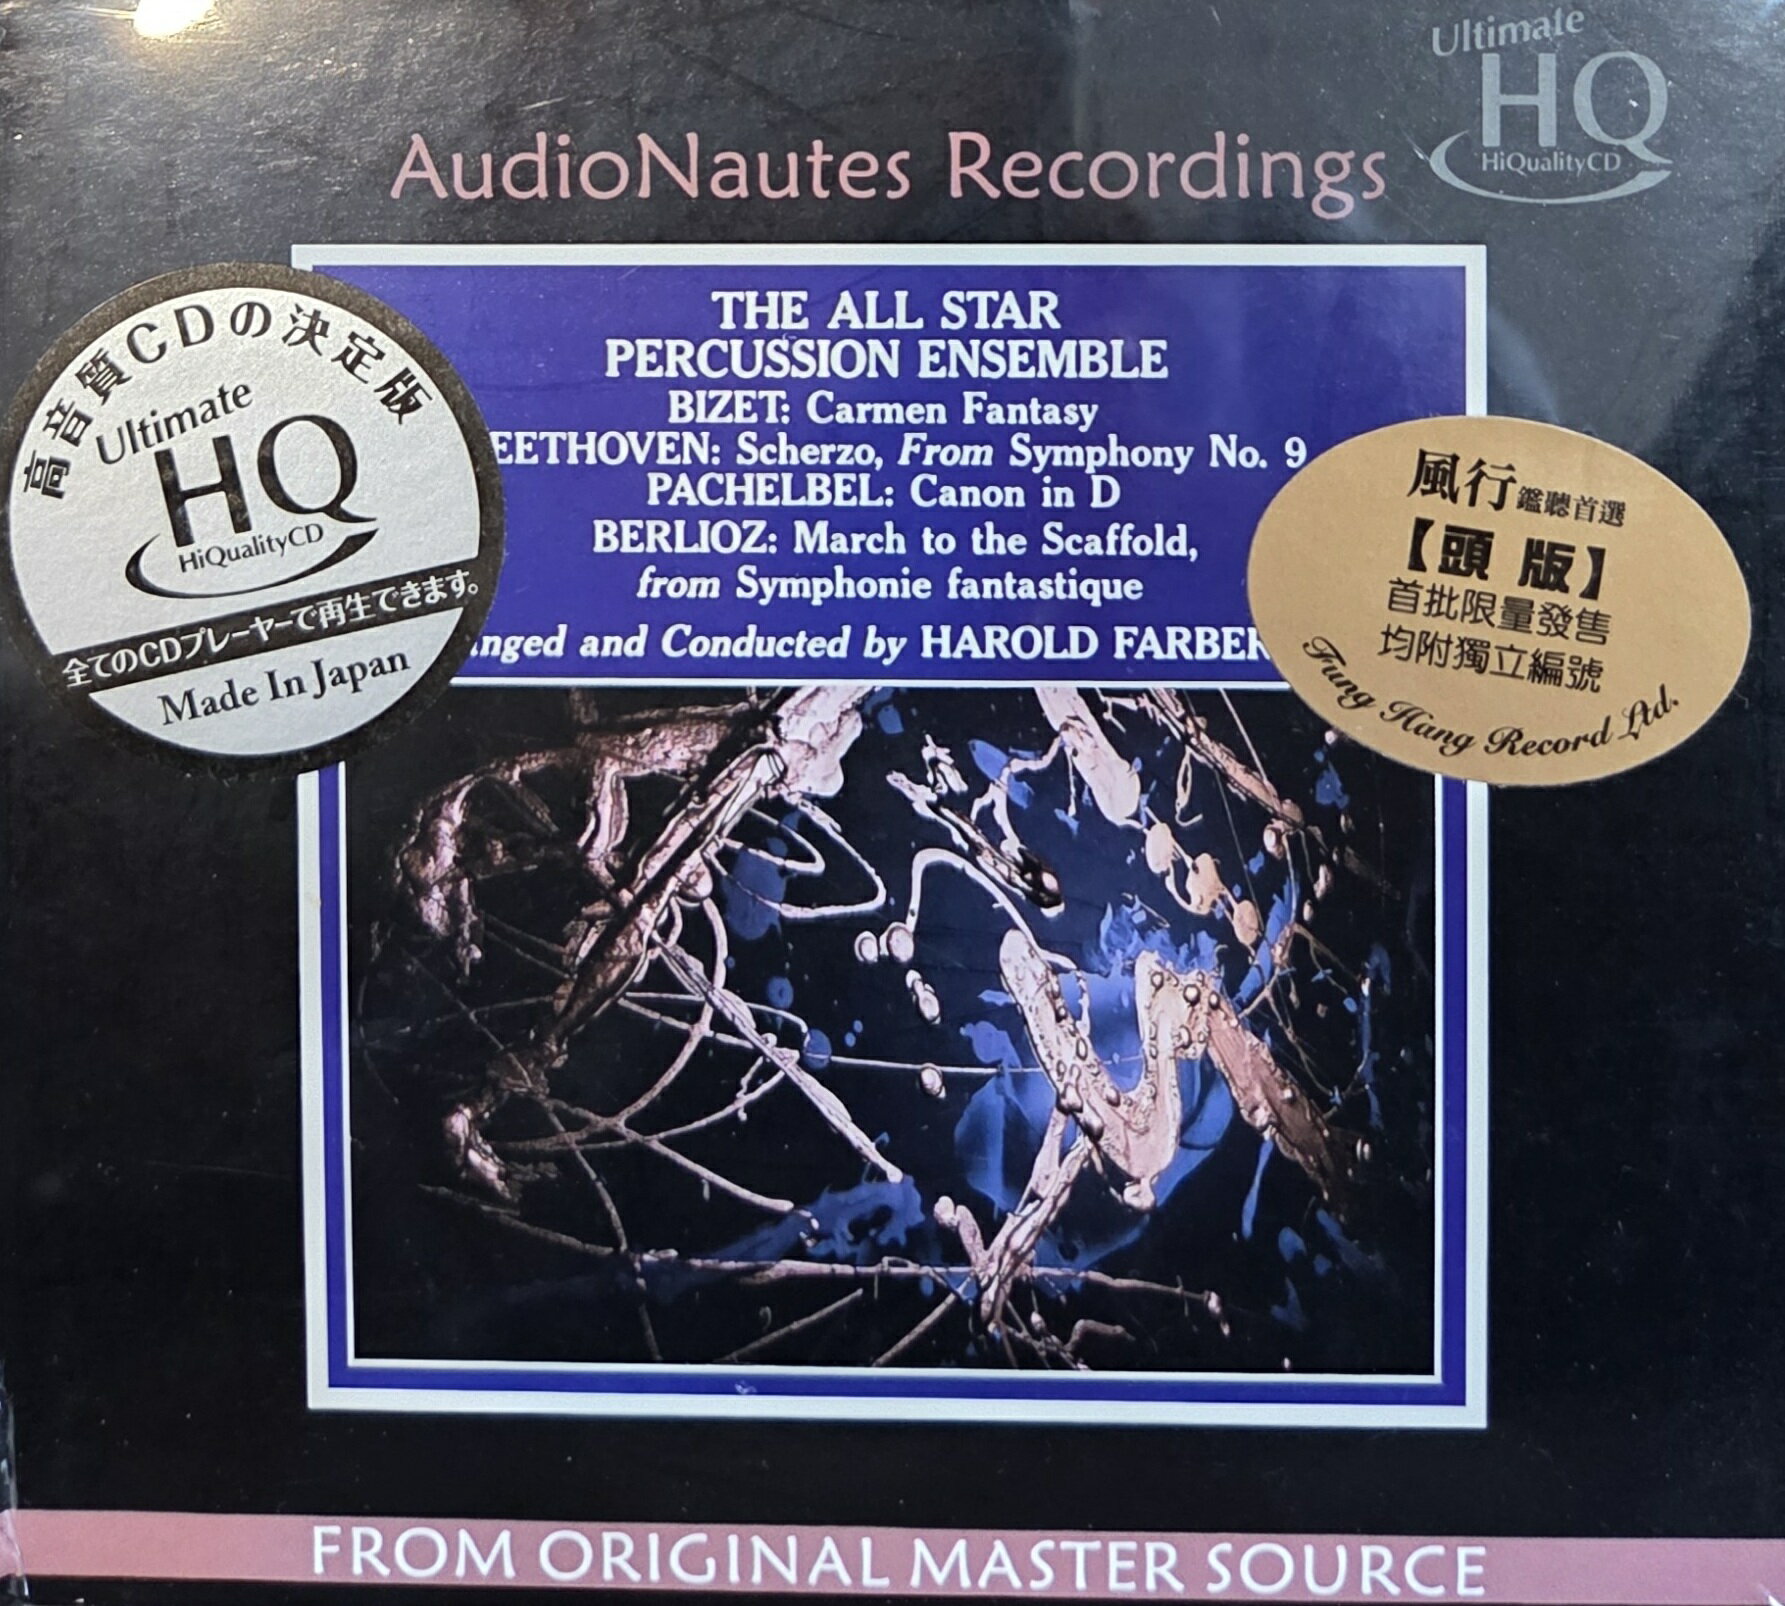 Ultimate
HQ
HiQualityCD
AudioNautes Recordings
THE ALL STAR
PERCUSSION ENSEMBLE
BIZET: Carmen Fantasy
EETHOVEN: Scherzo, From Symphony No. 9
PACHELBEL: Canon in D
BERLIOZ: March to the Scaffold,
from Symphonie fantastique
nged and Conducted by HAROLD FARBER
高音質CDの決定版
Ultimate
HQ
HiQualityCD
全てのCDプレーヤーで再生できます。
Made In Japan
風行鑑聽首選
【頭 版】
首批限量發售
均附獨立編號
Fung Hang Record Ltd.
FROM ORIGINAL MASTER SOURCE